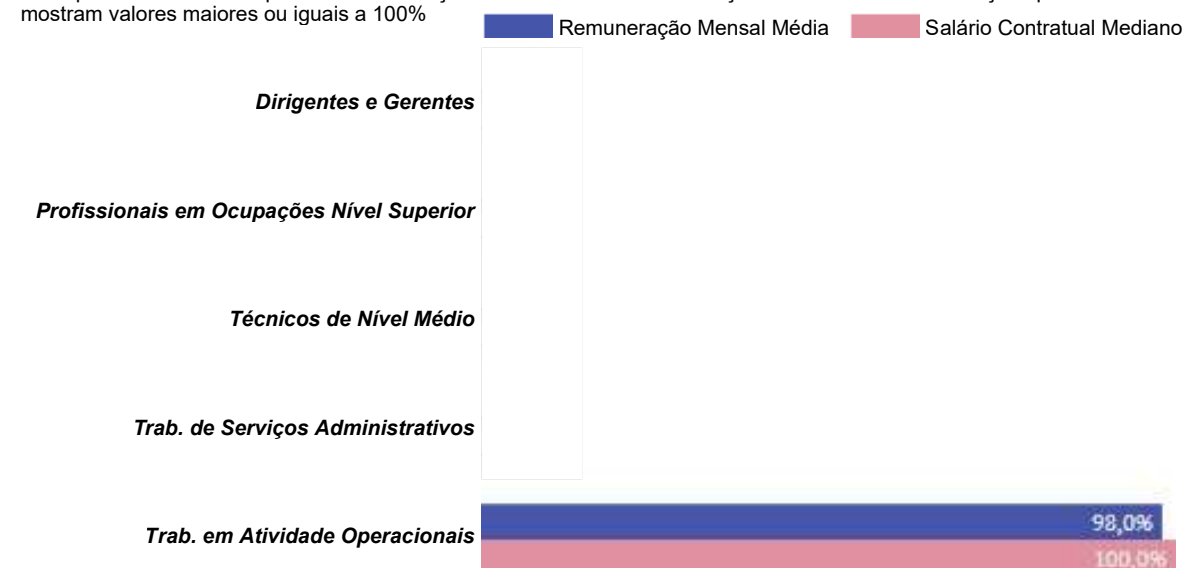 mostram valores maiores ou iguais a 100%
Remuneração Mensal Média
Salário Contratual Mediano
Dirigentes e Gerentes
Profissionais em Ocupações Nível Superior
Técnicos de Nível Médio
Trab. de Serviços Administrativos
Trab. em Atividade Operacionais
98,0%
100,0%